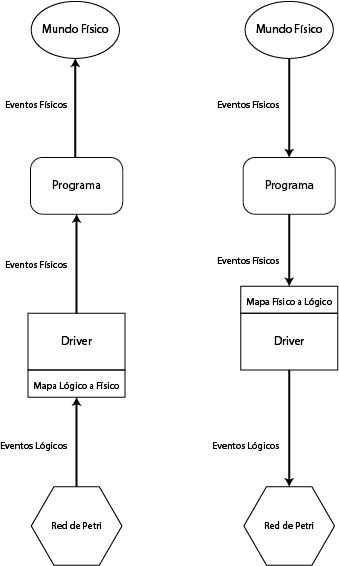 Mundo Físico
Eventos Físicos
Programa
Eventos Físicos
Driver
Mapa Lógico a Físico
Eventos Lógicos
Red de Petri
Mundo Físico
Eventos Físicos
Programa
Eventos Físicos
Mapa Físico a Lógico
Driver
Eventos Lógicos
Red de Petri